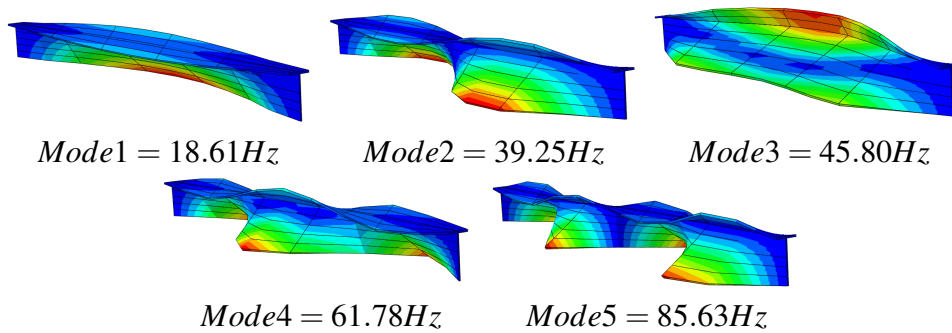 Mode1 = 18.61Hz
Mode2 = 39.25Hz
Mode3 = 45.80Hz
Mode4 = 61.78Hz
Mode5 = 85.63Hz